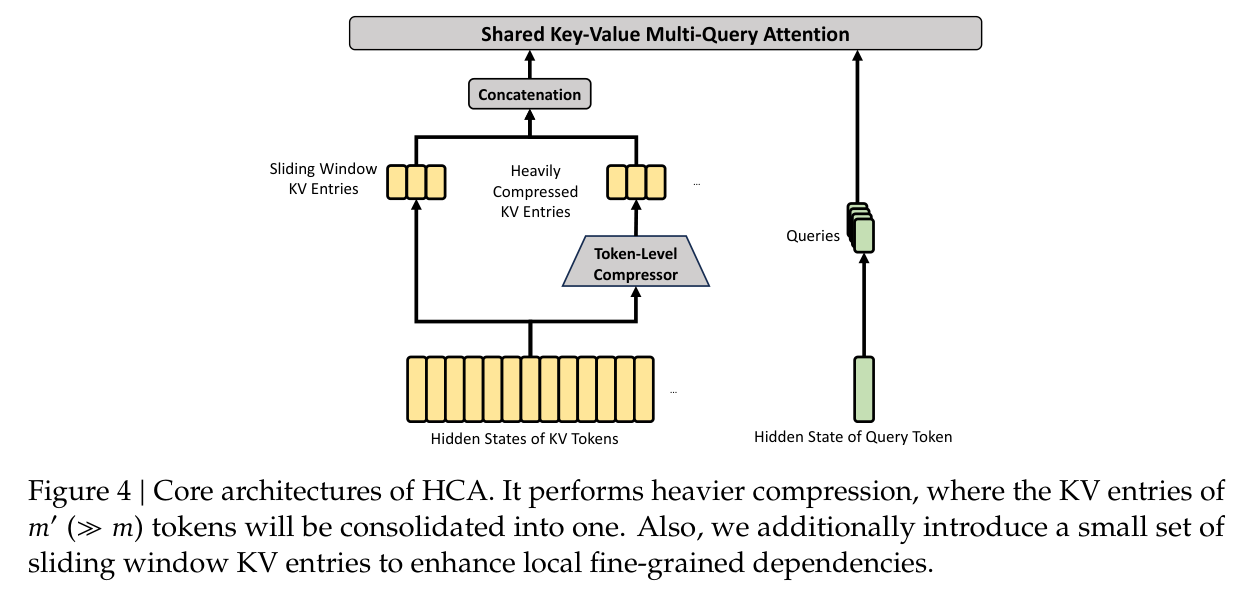 Shared Key-Value Multi-Query Attention
Concatenation
Sliding Window
KV Entries
Heavily
Compressed
KV Entries
...
Token-Level
Compressor
Queries
...
Hidden States of KV Tokens
Hidden State of Query Token
Figure 4 | Core architectures of HCA. It performs heavier compression, where the KV entries of
m′ (≫ m) tokens will be consolidated into one. Also, we additionally introduce a small set of
sliding window KV entries to enhance local fine-grained dependencies.